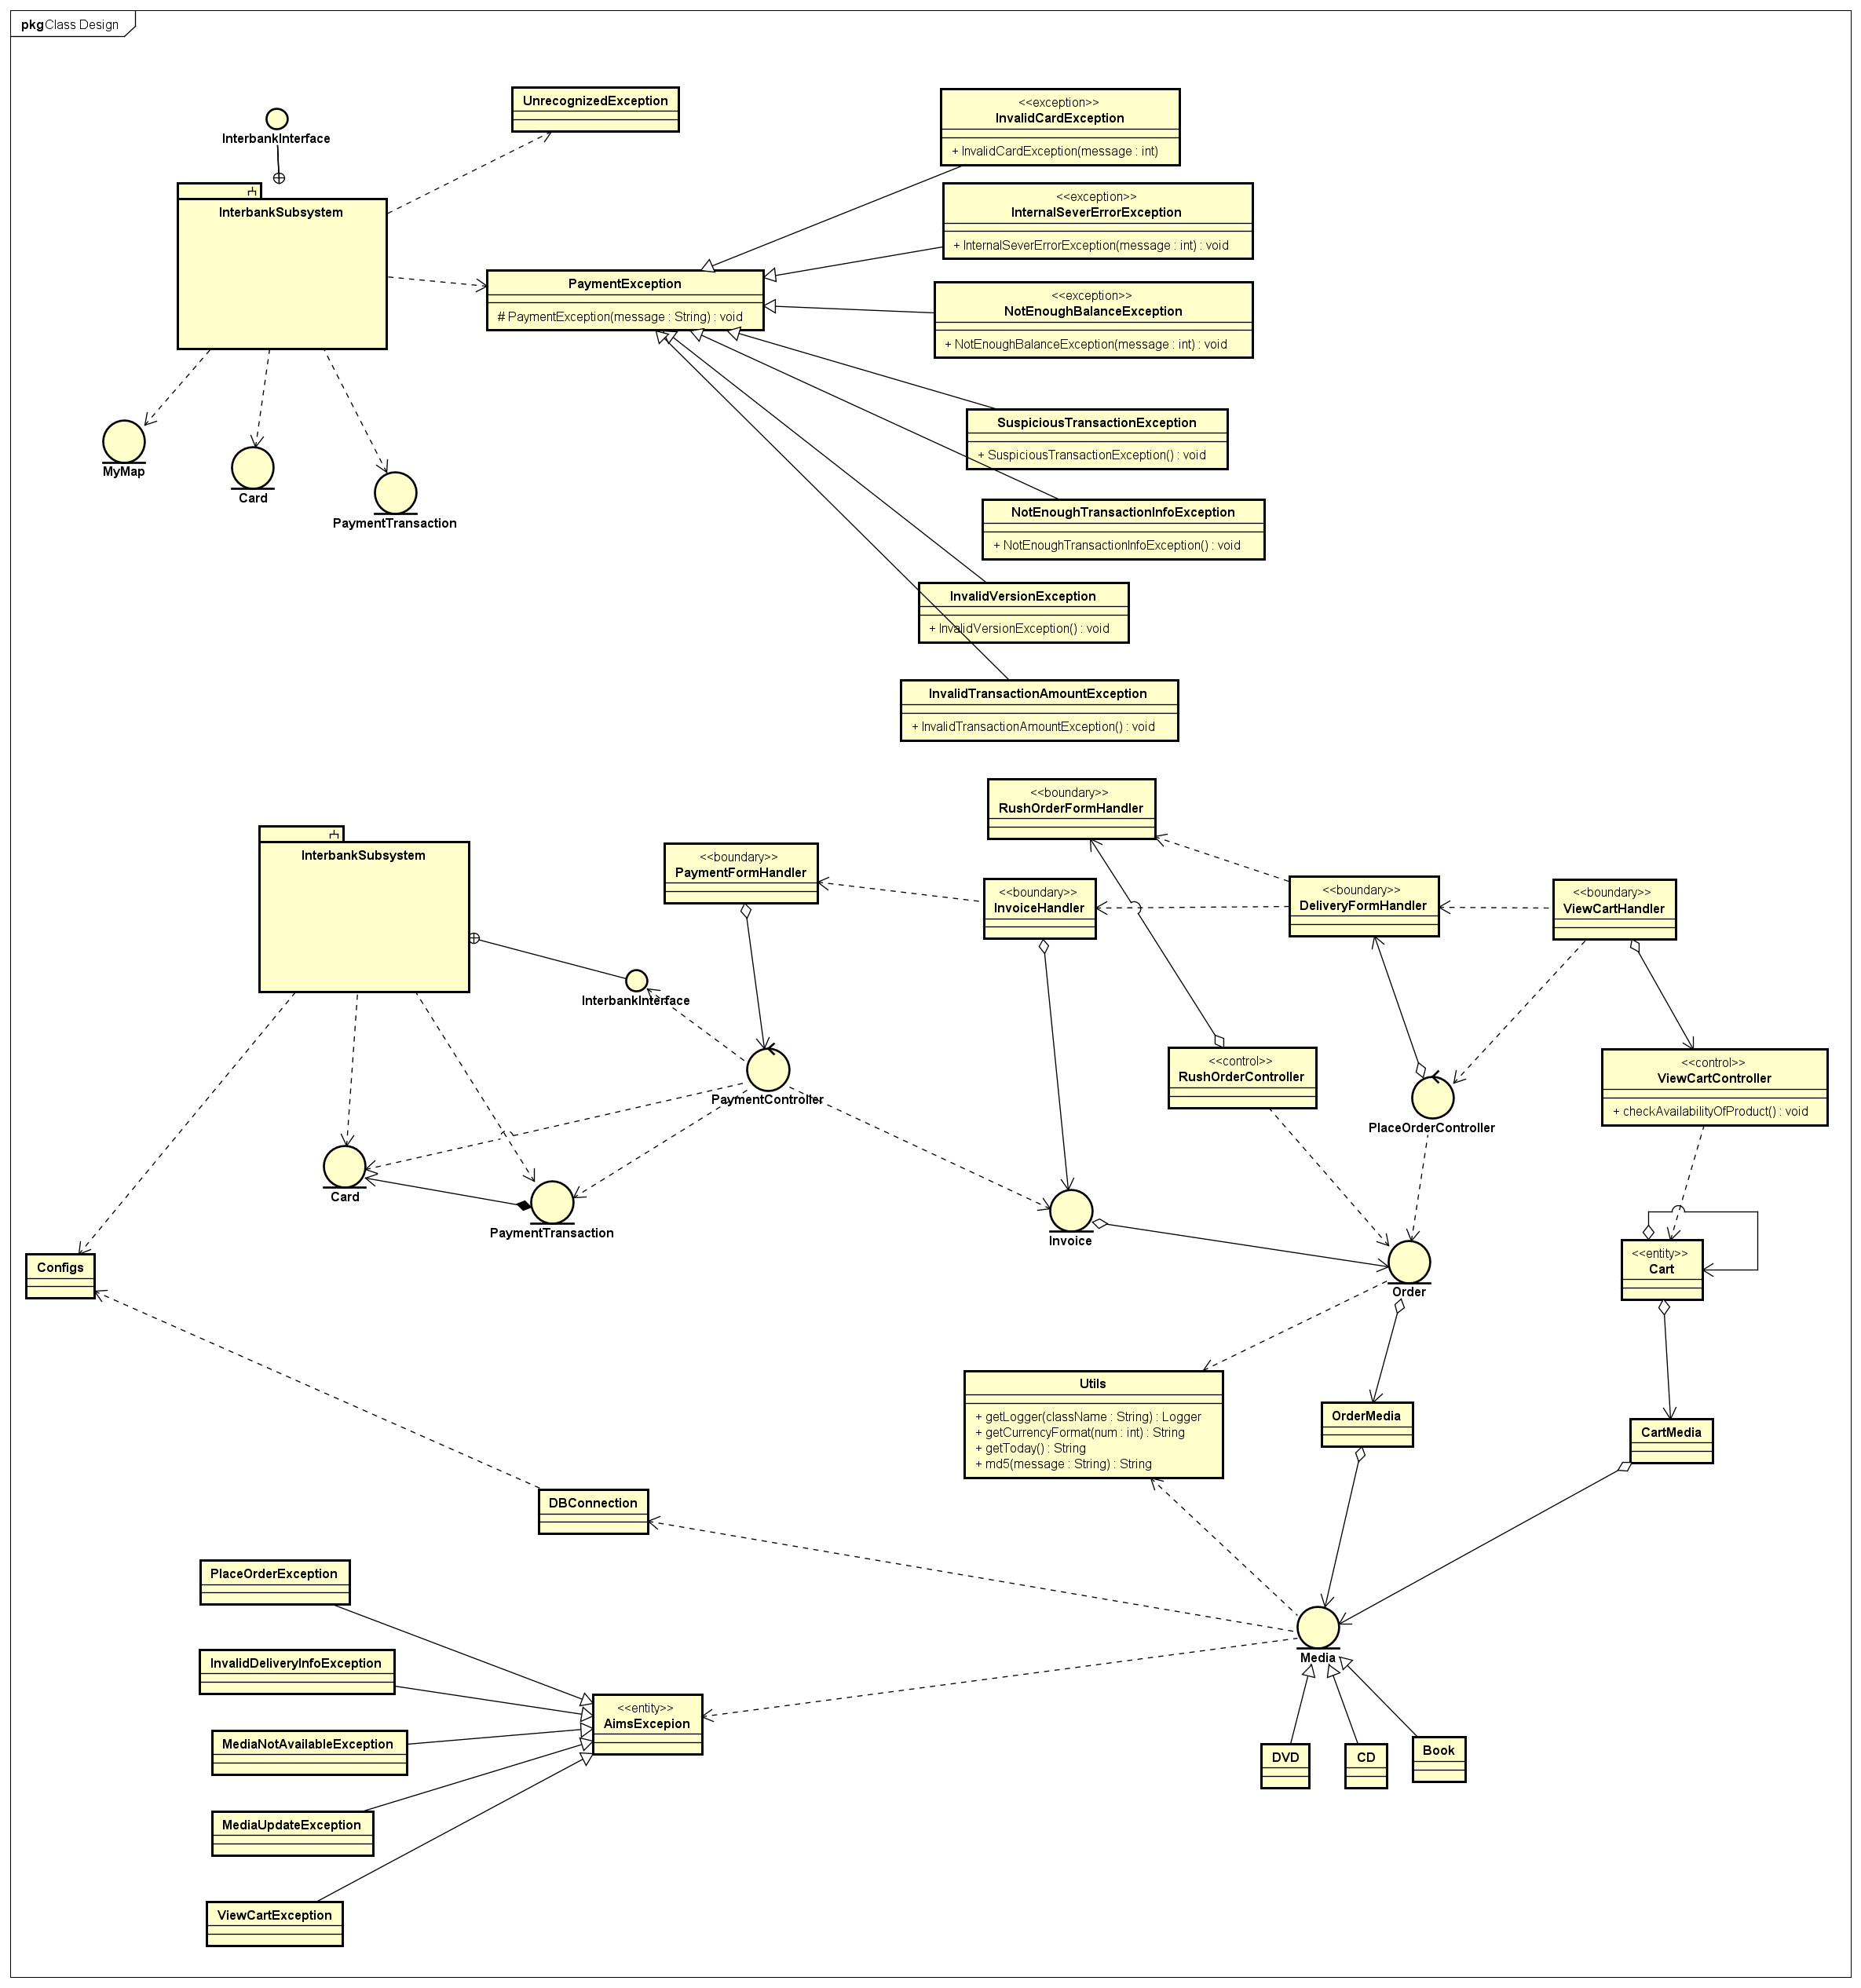 pkg Class Design
UnrecognizedException
InterbankInterface
InterbankSubsystem
<<exception>>
InvalidCardException
+ InvalidCardException(message : int)
<<exception>>
InternalSeverErrorException
+ InternalSeverErrorException(message : int) : void
PaymentException
# PaymentException(message : String) : void
<<exception>>
NotEnoughBalanceException
+ NotEnoughBalanceException(message : int) : void
MyMap
Card
PaymentTransaction
SuspiciousTransactionException
+ SuspiciousTransactionException() : void
NotEnoughTransactionInfoException
+ NotEnoughTransactionInfoException() : void
InvalidVersionException
+ InvalidVersionException() : void
InvalidTransactionAmountException
+ InvalidTransactionAmountException() : void
<<boundary>>
RushOrderFormHandler
InterbankSubsystem
<<boundary>>
PaymentFormHandler
<<boundary>>
InvoiceHandler
<<boundary>>
DeliveryFormHandler
<<boundary>>
ViewCartHandler
InterbankInterface
PaymentController
<<control>>
RushOrderController
PlaceOrderController
<<control>>
ViewCartController
+ checkAvailabilityOfProduct() : void
Card
PaymentTransaction
Invoice
Configs
Order
<<entity>>
Cart
Utils
+ getLogger(className : String) : Logger
+ getCurrencyFormat(num : int) : String
+ getToday() : String
+ md5(message : String) : String
OrderMedia
CartMedia
DBConnection
PlaceOrderException
InvalidDeliveryInfoException
Media
<<entity>>
AimsExcepion
MediaNotAvailableException
DVD
CD
Book
MediaUpdateException
ViewCartException